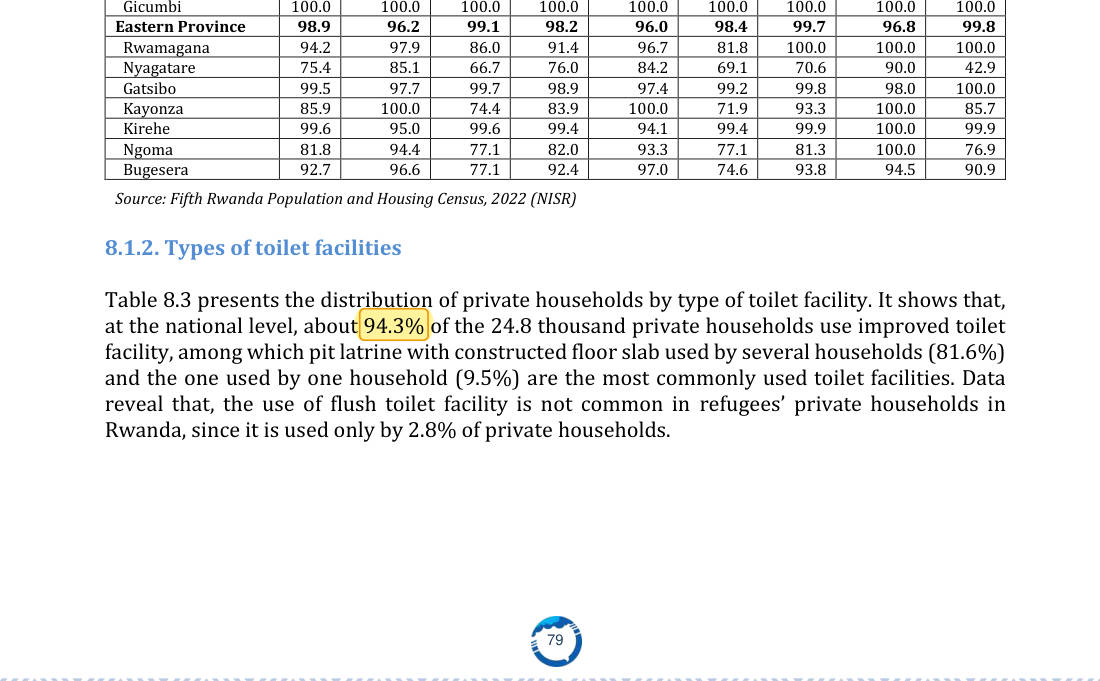 Gicumbi 100.0 100.0 100.0 100.0 100.0 100.0 100.0 100.0 100.0
Eastern Province 98.9 96.2 99.1 98.2 96.0 98.4 99.7 96.8 99.8
Rwamagana 94.2 97.9 86.0 91.4 96.7 81.8 100.0 100.0 100.0
Nyagatare 75.4 85.1 66.7 76.0 84.2 69.1 70.6 90.0 42.9
Gatsibo 99.5 97.7 99.7 98.9 97.4 99.2 99.8 98.0 100.0
Kayonza 85.9 100.0 74.4 83.9 100.0 71.9 93.3 100.0 85.7
Kirehe 99.6 95.0 99.6 99.4 94.1 99.4 99.9 100.0 99.9
Ngoma 81.8 94.4 77.1 82.0 93.3 77.1 81.3 100.0 76.9
Bugesera 92.7 96.6 77.1 92.4 97.0 74.6 93.8 94.5 90.9
Source: Fifth Rwanda Population and Housing Census, 2022 (NISR)
8.1.2. Types of toilet facilities
Table 8.3 presents the distribution of private households by type of toilet facility. It shows that,
at the national level, about 94.3% of the 24.8 thousand private households use improved toilet
facility, among which pit latrine with constructed floor slab used by several households (81.6%)
and the one used by one household (9.5%) are the most commonly used toilet facilities. Data
reveal that, the use of flush toilet facility is not common in refugees’ private households in
Rwanda, since it is used only by 2.8% of private households.
79